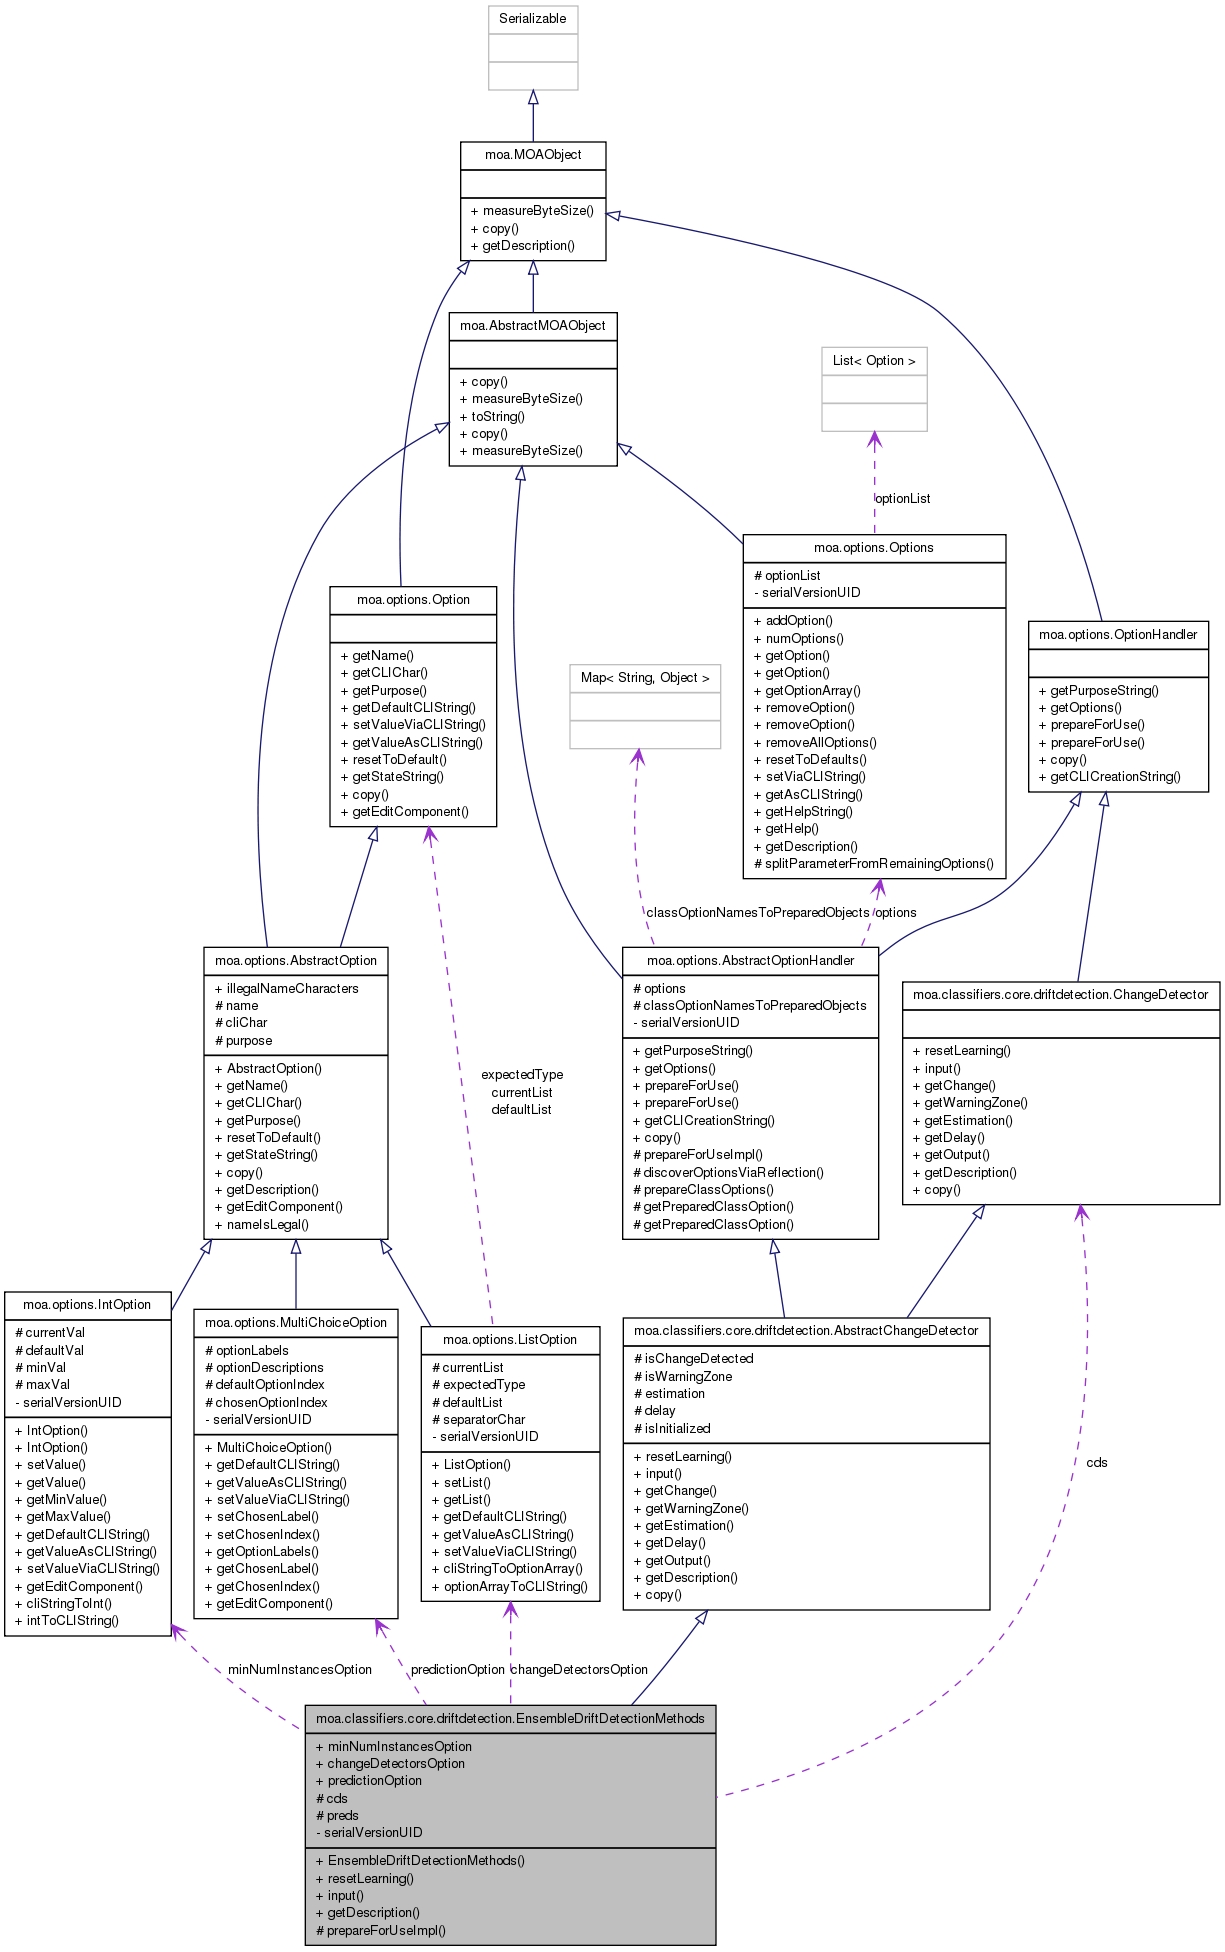 Serializable
moa.MOAObject
+ measureByteSize()
+ copy()
+ getDescription()
moa.AbstractMOAObject
+ copy()
+ measureByteSize()
+ toString()
+ copy()
+ measureByteSize()
List< Option >
optionList
moa.options.Options
# optionList
- serialVersionUID
+ addOption()
+ numOptions()
+ getOption()
+ getOption()
+ getOptionArray()
+ removeOption()
+ removeOption()
+ removeAllOptions()
+ resetToDefaults()
+ setViaCLIString()
+ getAsCLIString()
+ getHelpString()
+ getHelp()
+ getDescription()
# splitParameterFromRemainingOptions()
moa.options.Option
+ getName()
+ getCLIChar()
+ getPurpose()
+ getDefaultCLIString()
+ setValueViaCLIString()
+ getValueAsCLIString()
+ resetToDefault()
+ getStateString()
+ copy()
+ getEditComponent()
moa.options.OptionHandler
+ getPurposeString()
+ getOptions()
+ prepareForUse()
+ prepareForUse()
+ copy()
+ getCLICreationString()
Map< String, Object >
classOptionNamesToPreparedObjects
options
moa.options.AbstractOption
+ illegalNameCharacters
# name
# cliChar
# purpose
+ AbstractOption()
+ getName()
+ getCLIChar()
+ getPurpose()
+ resetToDefault()
+ getStateString()
+ copy()
+ getDescription()
+ getEditComponent()
+ nameIsLegal()
expectedType
currentList
defaultList
moa.options.AbstractOptionHandler
# options
# classOptionNamesToPreparedObjects
- serialVersionUID
+ getPurposeString()
+ getOptions()
+ prepareForUse()
+ prepareForUse()
+ getCLICreationString()
+ copy()
# prepareForUseImpl()
# discoverOptionsViaReflection()
# prepareClassOptions()
# getPreparedClassOption()
# getPreparedClassOption()
moa.classifiers.core.driftdetection.ChangeDetector
+ resetLearning()
+ input()
+ getChange()
+ getWarningZone()
+ getEstimation()
+ getDelay()
+ getOutput()
+ getDescription()
+ copy()
moa.options.IntOption
# currentVal
# defaultVal
# minVal
# maxVal
- serialVersionUID
+ IntOption()
+ IntOption()
+ setValue()
+ getValue()
+ getMinValue()
+ getMaxValue()
+ getDefaultCLIString()
+ getValueAsCLIString()
+ setValueViaCLIString()
+ getEditComponent()
+ cliStringToInt()
+ intToCLIString()
moa.options.MultiChoiceOption
# optionLabels
# optionDescriptions
# defaultOptionIndex
# chosenOptionIndex
- serialVersionUID
+ MultiChoiceOption()
+ getDefaultCLIString()
+ getValueAsCLIString()
+ setValueViaCLIString()
+ setChosenLabel()
+ setChosenIndex()
+ getOptionLabels()
+ getChosenLabel()
+ getChosenIndex()
+ getEditComponent()
moa.options.ListOption
# currentList
# expectedType
# defaultList
# separatorChar
- serialVersionUID
+ ListOption()
+ setList()
+ getList()
+ getDefaultCLIString()
+ getValueAsCLIString()
+ setValueViaCLIString()
+ cliStringToOptionArray()
+ optionArrayToCLIString()
moa.classifiers.core.driftdetection.AbstractChangeDetector
# isChangeDetected
# isWarningZone
# estimation
# delay
# isInitialized
+ resetLearning()
+ input()
+ getChange()
+ getWarningZone()
+ getEstimation()
+ getDelay()
+ getOutput()
+ getDescription()
+ copy()
cds
minNumInstancesOption
predictionOption
changeDetectorsOption
moa.classifiers.core.driftdetection.EnsembleDriftDetectionMethods
+ minNumInstancesOption
+ changeDetectorsOption
+ predictionOption
# cds
# preds
- serialVersionUID
+ EnsembleDriftDetectionMethods()
+ resetLearning()
+ input()
+ getDescription()
# prepareForUseImpl()